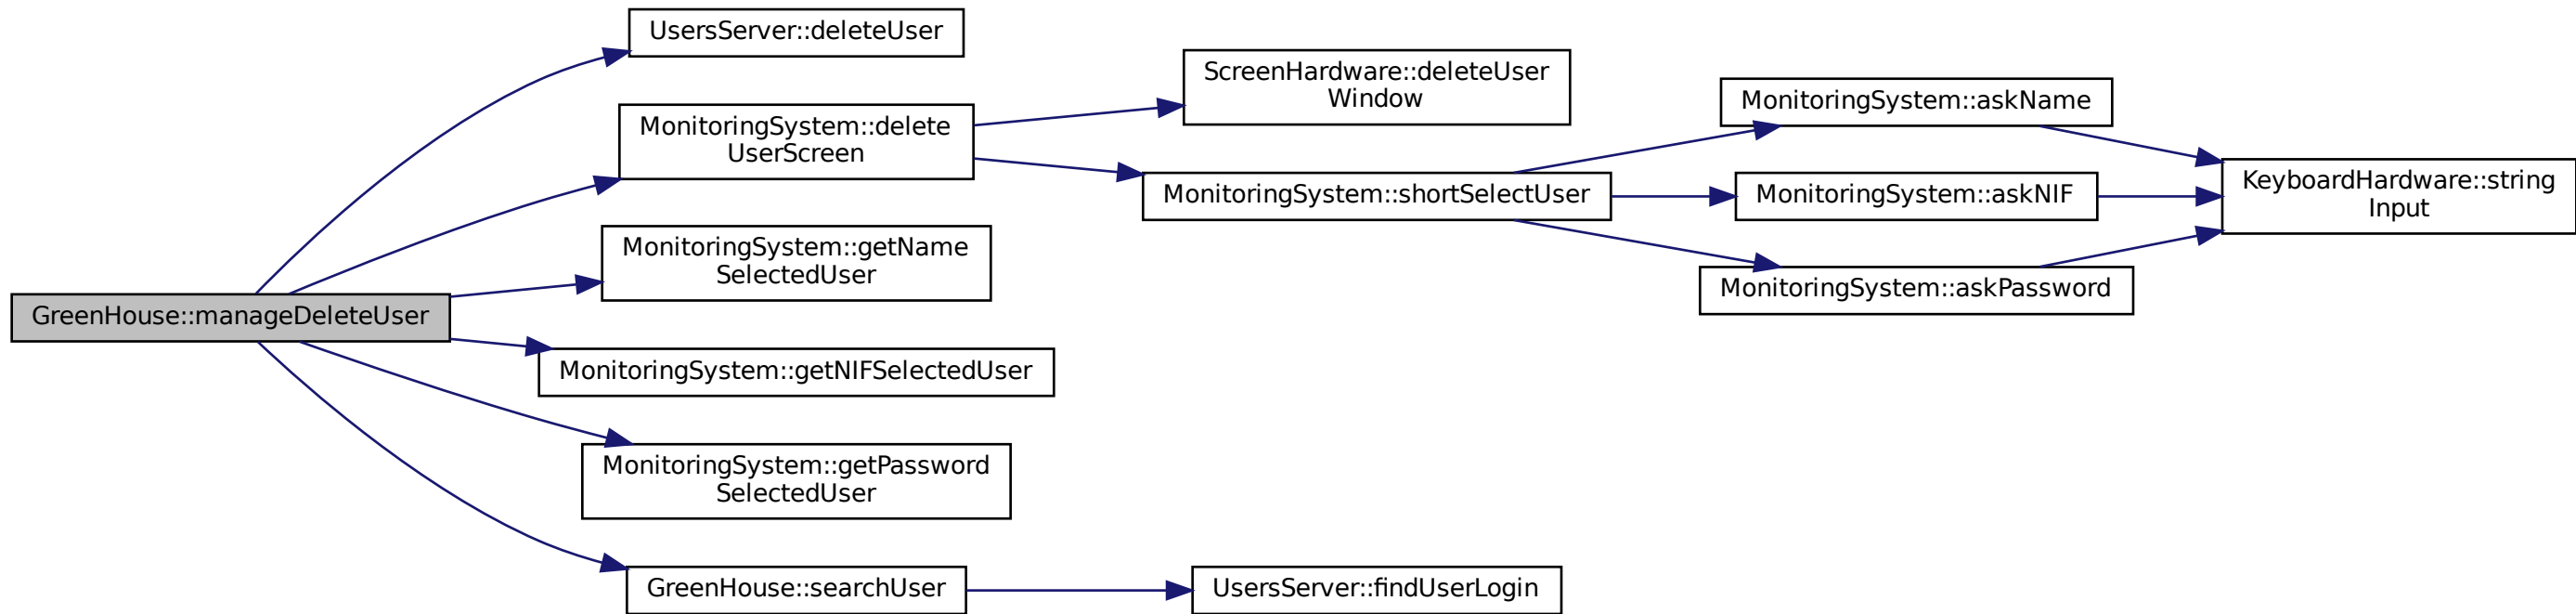 GreenHouse::manageDeleteUser
UsersServer::deleteUser
MonitoringSystem::delete
UserScreen
MonitoringSystem::getName
SelectedUser
MonitoringSystem::getNIFSelectedUser
MonitoringSystem::getPassword
SelectedUser
GreenHouse::searchUser
ScreenHardware::deleteUser
Window
MonitoringSystem::shortSelectUser
UsersServer::findUserLogin
MonitoringSystem::askName
MonitoringSystem::askNIF
MonitoringSystem::askPassword
KeyboardHardware::string
Input